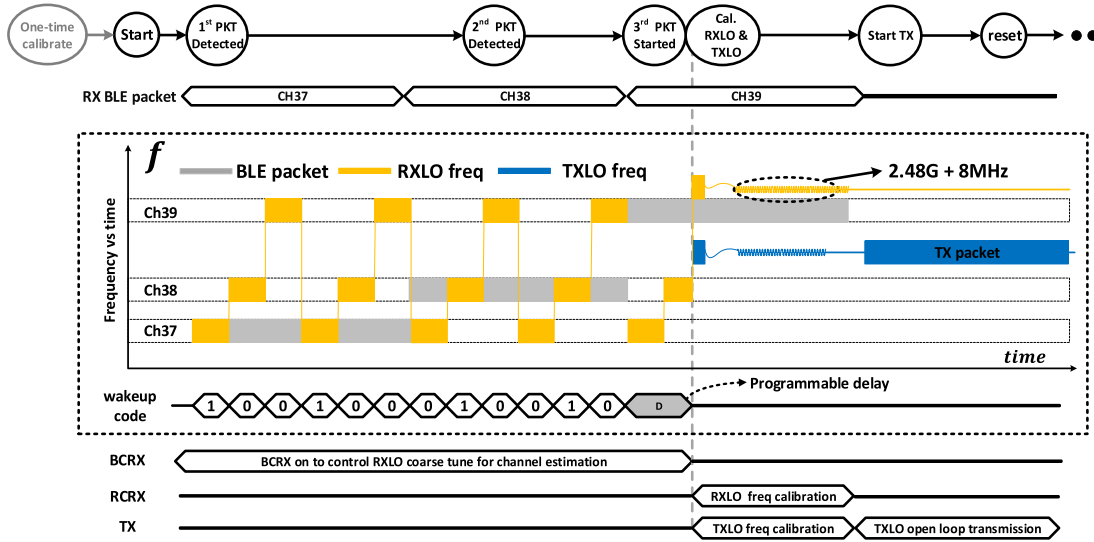 One-time
calibrate
Start
1st PKT
Detected
2nd PKT
Detected
3rd PKT
Started
Cal.
RXLO &
TXLO
Start TX
reset
RX BLE packet
CH37
CH38
CH39
f
BLE packet
RXLO freq
TXLO freq
2.48G + 8MHz
Frequency vs time
Ch39
TX packet
Ch38
Ch37
time
Programmable delay
wakeup
code
1 0 0 1 0 0 0 1 0 0 1 0 D
BCRX
BCRX on to control RXLO coarse tune for channel estimation
RCRX
RXLO freq calibration
TX
TXLO freq calibration
TXLO open loop transmission